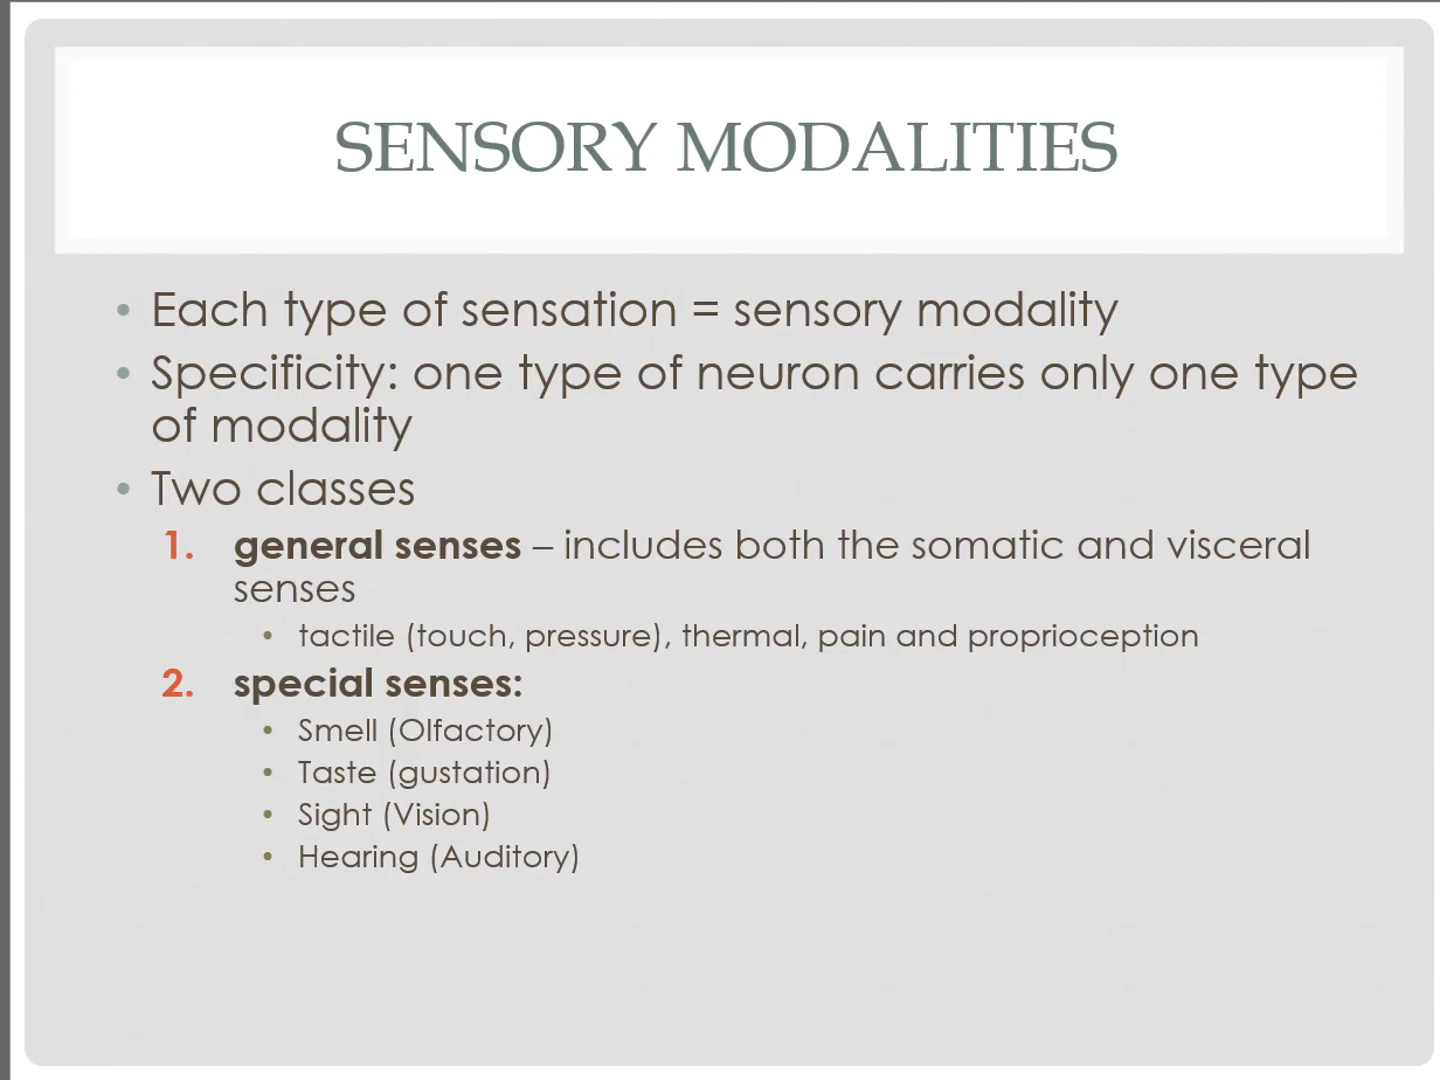 SENSORY MODALITIES
• Each type of sensation = sensory modality
• Specificity: one type of neuron carries only one type
of modality
• Two classes
1. general senses – includes both the somatic and visceral
senses
• tactile (touch, pressure), thermal, pain and proprioception
2. special senses:
• Smell (Olfactory)
• Taste (gustation)
• Sight (Vision)
• Hearing (Auditory)